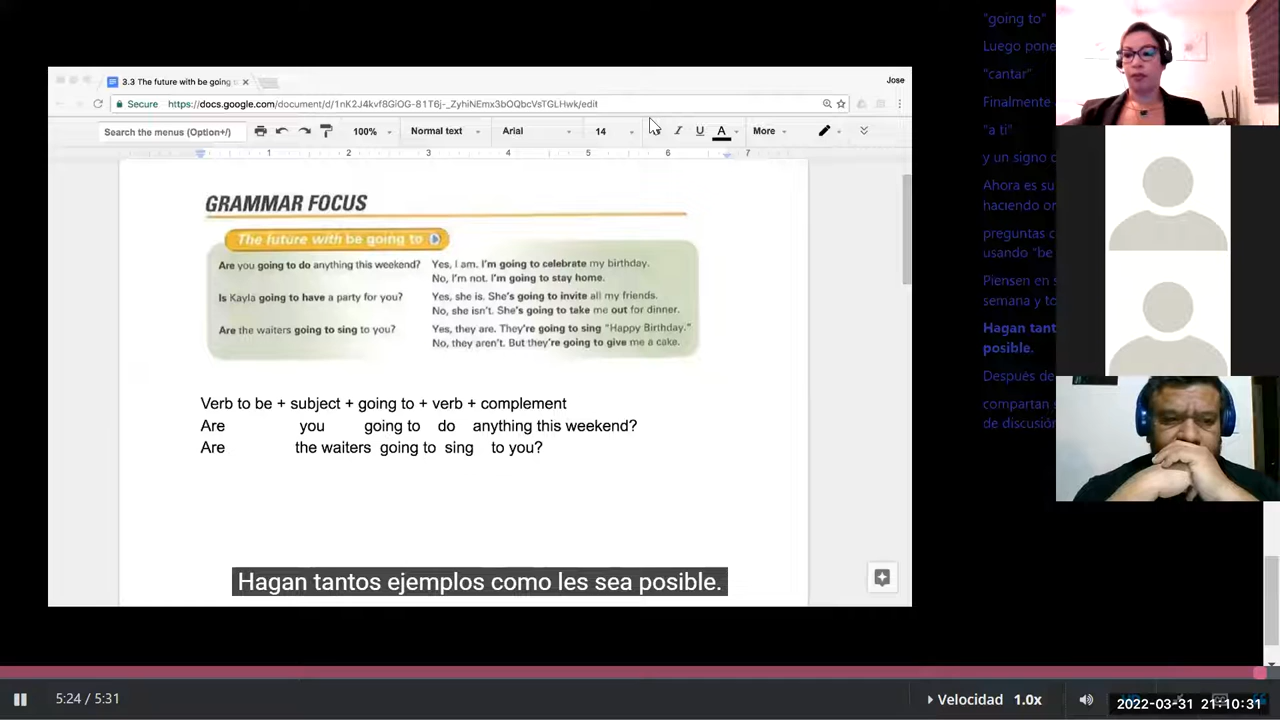 3.3 The future with be going t
Jose
Secure
https://docs.google.com/document/d/1nK2J4kvf8GiOG-81T6j-_ZyhiNEmx3bOQbcVsTGLHwk/edit
Search the menus (Option+/)
100%
Normal text
Arial
14
I
U
A
More
1 2 3 4 5 6 7
GRAMMAR FOCUS
The future with be going to
Are you going to do anything this weekend?
Yes, I am. I'm going to celebrate my birthday.
No, I'm not. I'm going to stay home.
Is Kayla going to have a party for you?
Yes, she is. She's going to invite all my friends.
No, she isn't. She's going to take me out for dinner.
Are the waiters going to sing to you?
Yes, they are. They're going to sing "Happy Birthday."
No, they aren't. But they're going to give me a cake.
Verb to be + subject + going to + verb + complement
Are you going to do anything this weekend?
Are the waiters going to sing to you?
Hagan tantos ejemplos como les sea posible.
"going to"
Luego pone
"cantar"
Finalmente
"a ti"
y un signo
Ahora es su
haciendo or
preguntas c
usando "be
Piensen en s
semana y to
Hagan tant
posible.
Después de
compartan s
de discusión
5:24 / 5:31
Velocidad 1.0x
2022-03-31 21:10:31